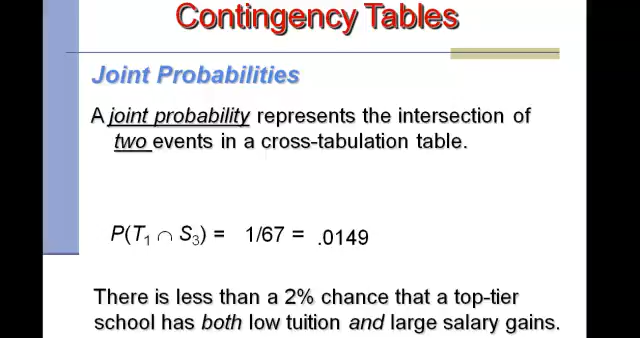 Contingency Tables
Joint Probabilities
A joint probability represents the intersection of
two events in a cross-tabulation table.
P(T₁ ∩ S₃) = 1/67 = .0149
There is less than a 2% chance that a top-tier
school has both low tuition and large salary gains.